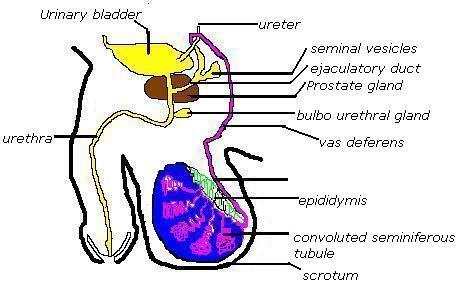 Urinary bladder
ureter
seminal vesicles
ejaculatory duct
Prostate gland
bulbo urethral gland
urethra
vas deferens
epididymis
convoluted seminiferous
tubule
scrotum